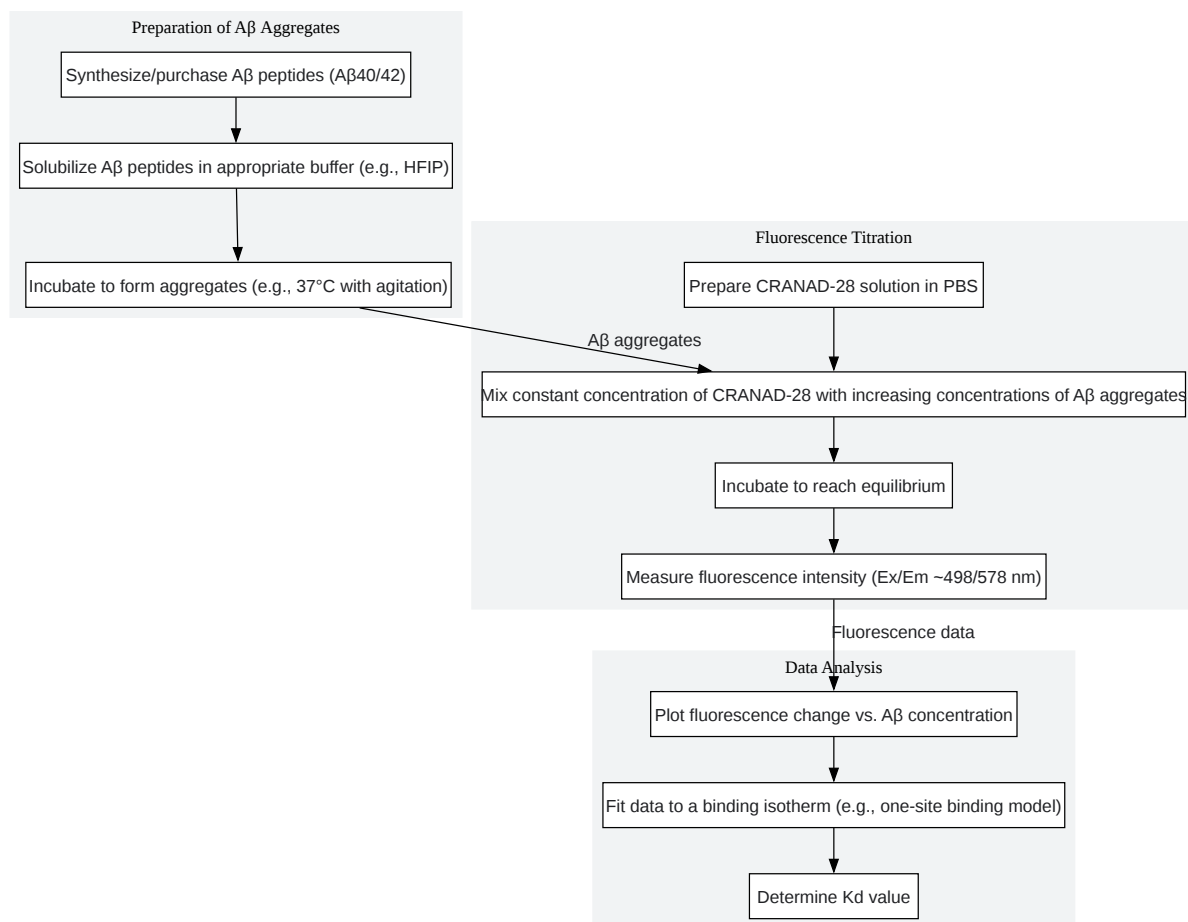 Preparation of Aβ Aggregates
Synthesize/purchase Aβ peptides (Aβ40/42)
Solubilize Aβ peptides in appropriate buffer (e.g., HFIP)
Incubate to form aggregates (e.g., 37°C with agitation)
Fluorescence Titration
Prepare CRANAD-28 solution in PBS
Aβ aggregates
Mix constant concentration of CRANAD-28 with increasing concentrations of Aβ aggregates
Incubate to reach equilibrium
Measure fluorescence intensity (Ex/Em ~498/578 nm)
Fluorescence data
Data Analysis
Plot fluorescence change vs. Aβ concentration
Fit data to a binding isotherm (e.g., one-site binding model)
Determine Kd value